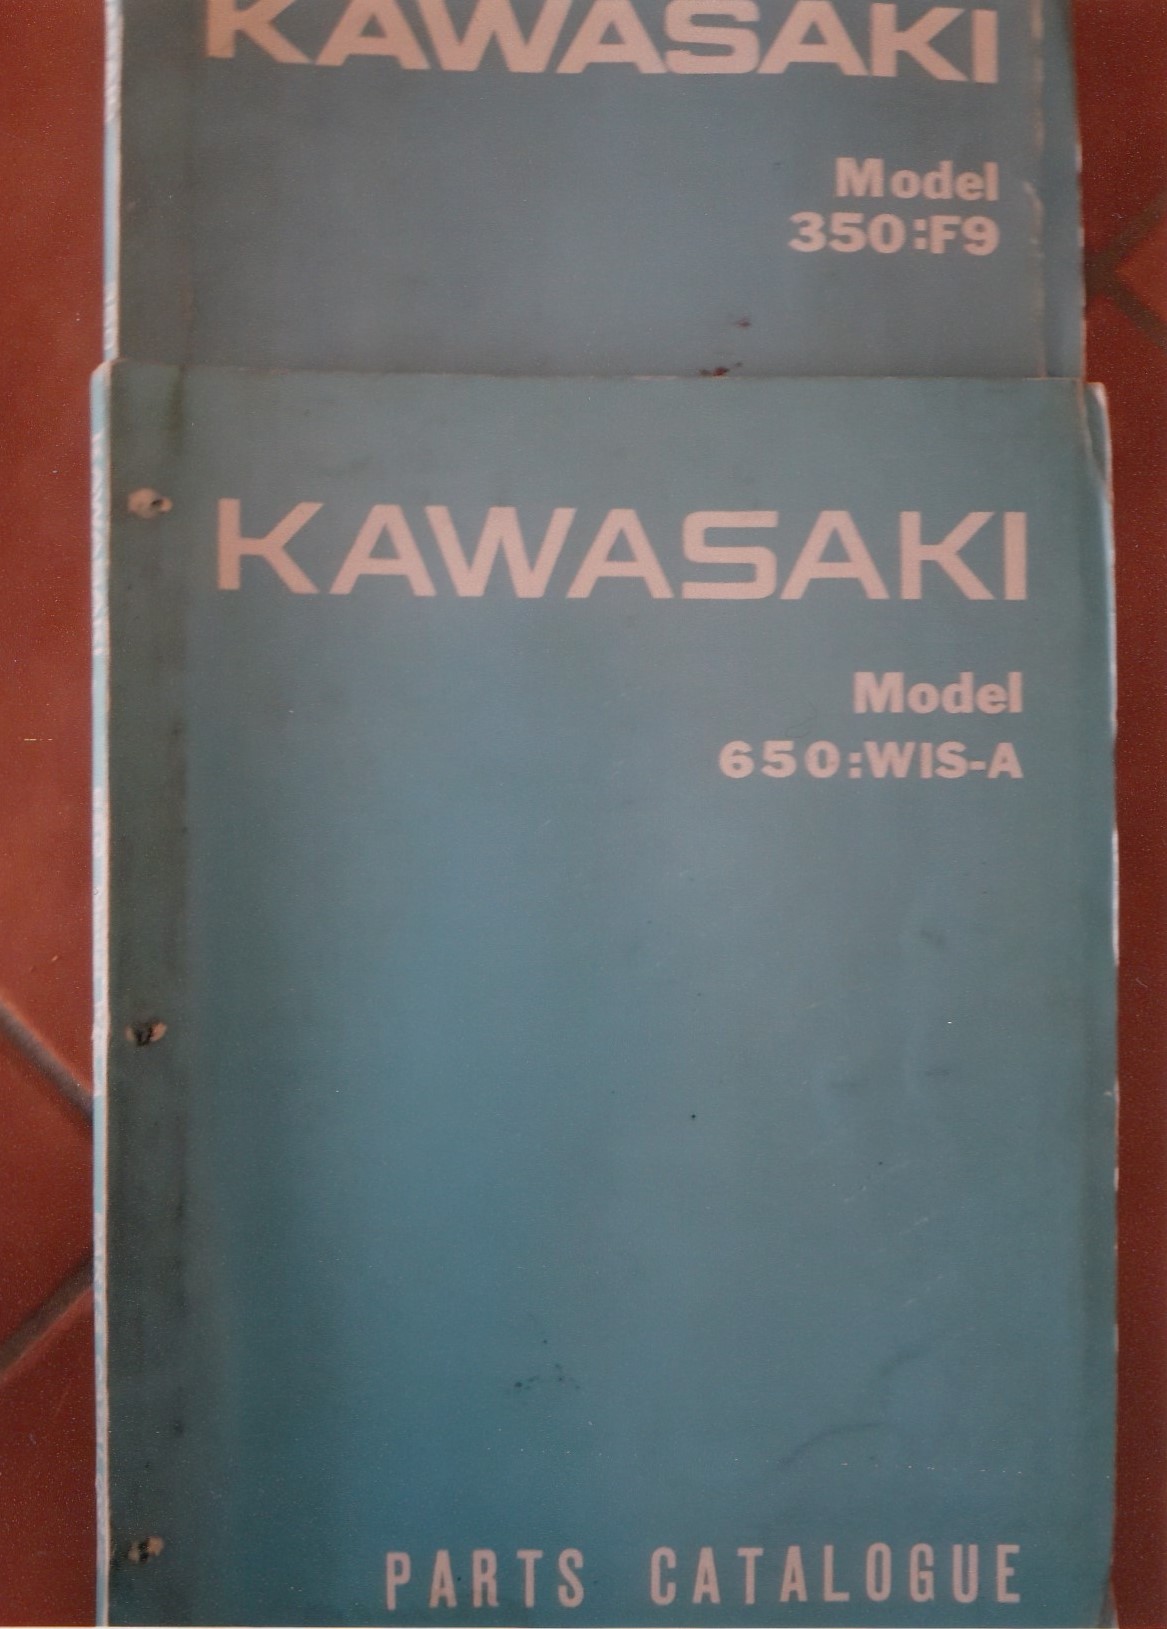 KAWASAKI
Model
350:F9
KAWASAKI
Model
650:WIS-A
PARTS CATALOGUE